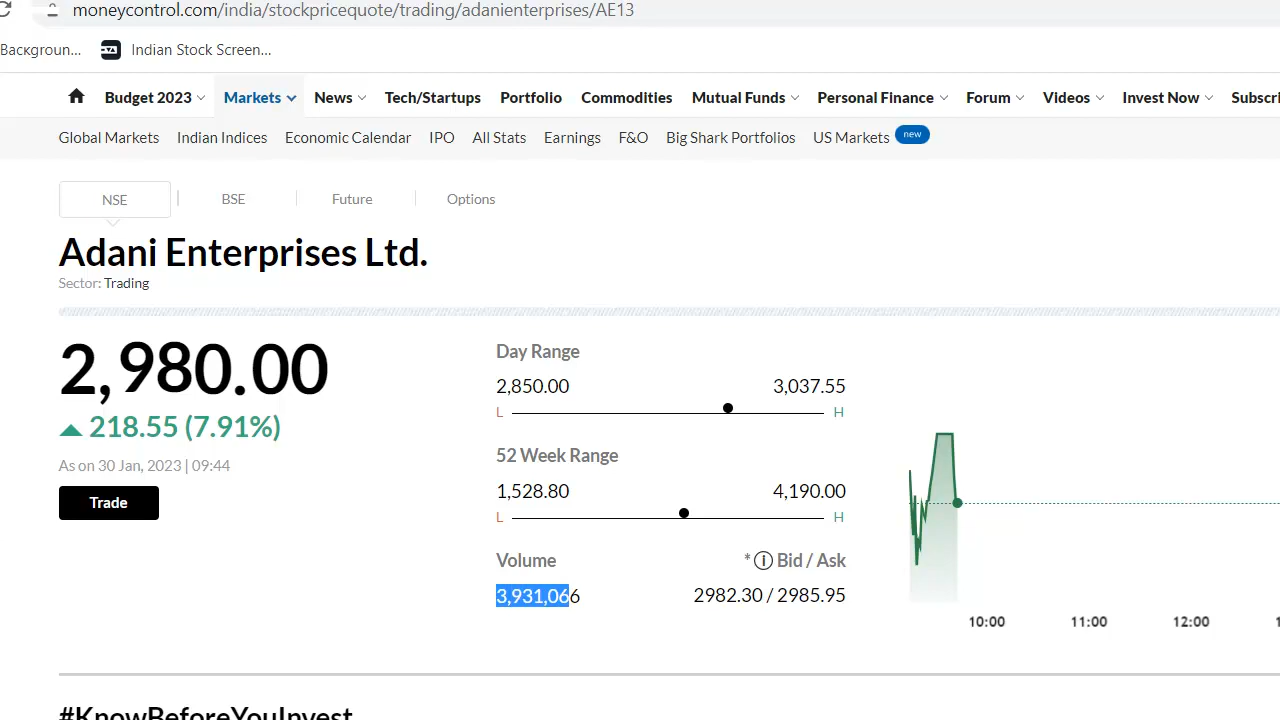 moneycontrol.com/india/stockpricequote/trading/adanienterprises/AE13
Backgroun... Indian Stock Screen...
Budget 2023 Markets News Tech/Startups Portfolio Commodities Mutual Funds Personal Finance Forum Videos Invest Now Subscri
Global Markets Indian Indices Economic Calendar IPO All Stats Earnings F&O Big Shark Portfolios US Markets new
NSE BSE Future Options
Adani Enterprises Ltd.
Sector: Trading
2,980.00
218.55 (7.91%)
As on 30 Jan, 2023 | 09:44
Trade
Day Range
2,850.00 3,037.55
L H
52 Week Range
1,528.80 4,190.00
L H
Volume * i Bid / Ask
3,931,066 2982.30 / 2985.95
10:00 11:00 12:00 1
#KnowBeforeYouInvest